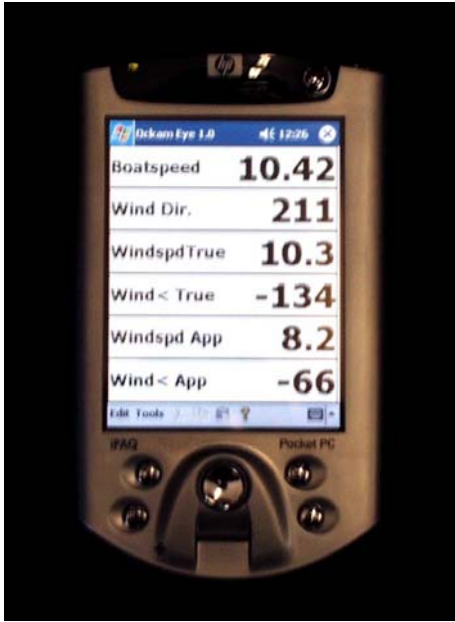 hp
Ockam Eye 1.0 12:26
Boatspeed 10.42
Wind Dir. 211
WindspdTrue 10.3
Wind< True -134
Windspd App 8.2
Wind< App -66
Edit Tools ?
iPAQ Pocket PC